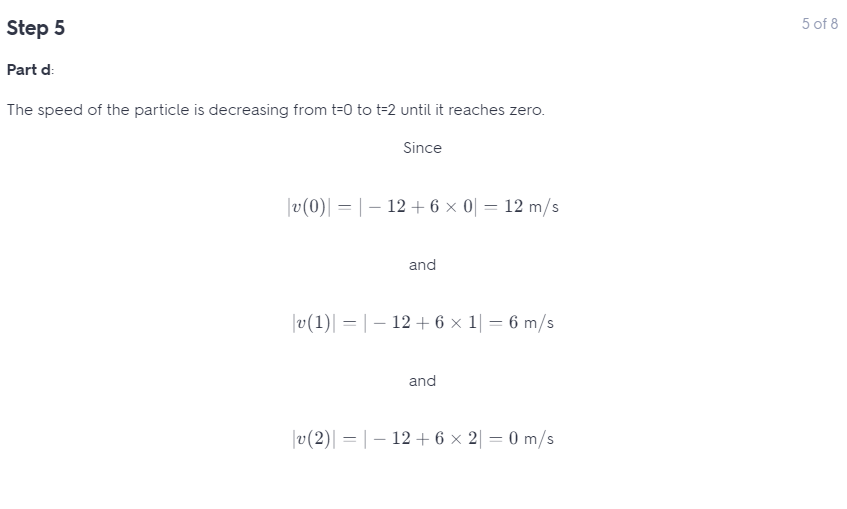 Step 5
5 of 8
Part d:
The speed of the particle is decreasing from t=0 to t=2 until it reaches zero.
Since
|v(0)| = | − 12 + 6 × 0| = 12 m/s
and
|v(1)| = | − 12 + 6 × 1| = 6 m/s
and
|v(2)| = | − 12 + 6 × 2| = 0 m/s